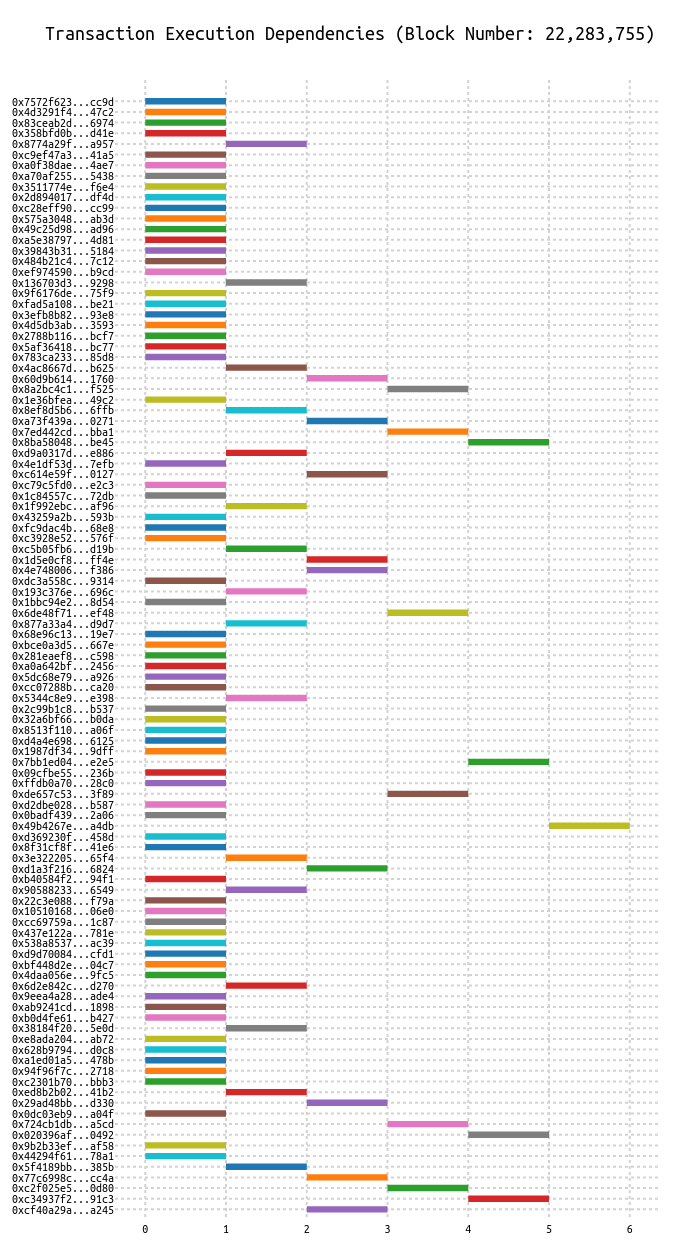 Transaction Execution Dependencies (Block Number: 22,283,755)
0x7572f623...cc9d
0x4d3291f4...47c2
0x83ceab2d...6974
0x358bfd0b...d41e
0x8774a29f...a957
0xc9ef47a3...41a5
0xa0f38dae...4ae7
0xa70af255...5438
0x3511774e...f6e4
0x2d894017...df4d
0xc28eff90...cc99
0x575a3048...ab3d
0x49c25d98...ad96
0xa5e38797...4d81
0x39843b31...5184
0x484b21c4...7c12
0xef974590...b9cd
0x136703d3...9298
0x9f6176de...75f9
0xfad5a108...be21
0x3efb8b82...93e8
0x4d5db3ab...3593
0x2788b116...bcf7
0x5af36418...bc77
0x783ca233...85d8
0x4ac8667d...b625
0x60d9b614...1760
0x8a2bc4c1...f525
0x1e36bfea...49c2
0x8ef8d5b6...6ffb
0xa73f439a...0271
0x7ed442cd...bba1
0x8ba58048...be45
0xd9a0317d...e886
0x4e1df53d...7efb
0xc614e59f...0127
0xc79c5fd0...e2c3
0x1c84557c...72db
0x1f992ebc...af96
0x43259a2b...593b
0xfc9dac4b...68e8
0xc3928e52...576f
0xc5b05fb6...d19b
0x1d5e0cf8...ff4e
0x4e748006...f386
0xdc3a558c...9314
0x193c376e...696c
0x1bbc94e2...8d54
0x6de48f71...ef48
0x877a33a4...d9d7
0x68e96c13...19e7
0xbce0a3d5...667e
0x281eaef8...c598
0xa0a642bf...2456
0x5dc68e79...a926
0xcc07288b...ca20
0x5344c8e9...e398
0x2c99b1c8...b537
0x32a6bf66...b0da
0x8513f110...a06f
0xd4a4e698...6125
0x1987df34...9dff
0x7bb1ed04...e2e5
0x09cfbe55...236b
0xffdb0a70...28c0
0xde657c53...3f89
0xd2dbe028...b587
0x0badf439...2a06
0x49b4267e...a4db
0xd369230f...458d
0x8f31cf8f...41e6
0x3e322205...65f4
0xd1a3f216...6824
0xb40584f2...94f1
0x90588233...6549
0x22c3e088...f79a
0x10510168...06e0
0xcc69759a...1c87
0x437e122a...781e
0x538a8537...ac39
0xd9d70084...cfd1
0xbf448d2e...04c7
0x4daa056e...9fc5
0x6d2e842c...d270
0x9eea4a28...ade4
0xab9241cd...1898
0xb0d4fe61...b427
0x38184f20...5e0d
0xe8ada204...ab72
0x628b9794...d0c8
0xa1ed01a5...478b
0x94f96f7c...2718
0xc2301b70...bbb3
0xed8b2b02...41b2
0x29ad48bb...d330
0x0dc03eb9...a04f
0x724cb1db...a5cd
0x020396af...0492
0x9b2b33ef...af58
0x44294f61...78a1
0x5f4189bb...385b
0x77c6998c...cc4a
0xc2f025e5...0d80
0xc34937f2...91c3
0xcf40a29a...a245
0 1 2 3 4 5 6